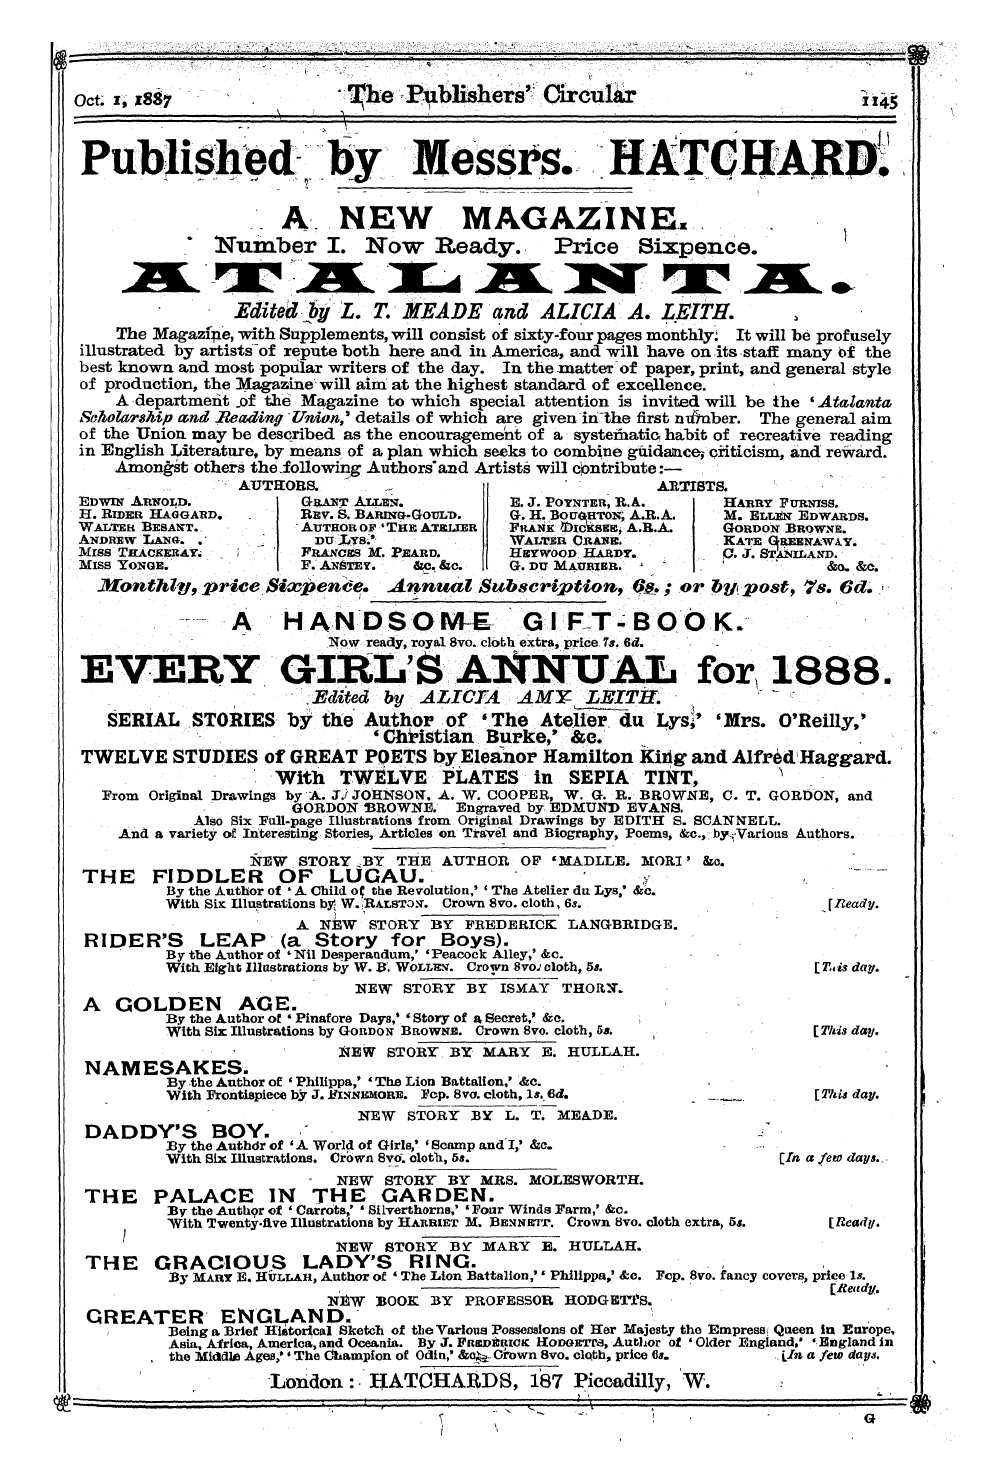 Oct. 1, 1887 The Publishers' Circular 1145
Published by Messrs. HATCHARD.
A NEW MAGAZINE.
Number I. Now Ready. Price Sixpence.
ATALANTA.
Edited by L. T. MEADE and ALICIA A. LEITH.
The Magazine, with Supplements, will consist of sixty-four pages monthly. It will be profusely
illustrated by artists of repute both here and in America, and will have on its staff many of the
best known and most popular writers of the day. In the matter of paper, print, and general style
of production, the Magazine will aim at the highest standard of excellence.
A department of the Magazine to which special attention is invited will be the 'Atalanta
Scholarship and Reading Union,' details of which are given in the first number. The general aim
of the Union may be described as the encouragement of a systematic habit of recreative reading
in English Literature, by means of a plan which seeks to combine guidance, criticism, and reward.
Amongst others the following Authors and Artists will contribute:—
AUTHORS.
EDWIN ARNOLD.
H. RIDER HAGGARD.
WALTER BESANT.
ANDREW LANG.
MISS THACKERAY.
MISS YONGE.
GRANT ALLEN.
REV. S. BARING-GOULD.
AUTHOR OF 'THE ATELIER
DU LYS.'
FRANCES M. PEARD.
F. ANSTEY. &c. &c.
ARTISTS.
E. J. POYNTER, R.A.
G. H. BOUGHTON, A.R.A.
FRANK DICKSEE, A.R.A.
WALTER CRANE.
HEYWOOD HARDY.
G. DU MAURIER.
HARRY FURNISS.
M. ELLEN EDWARDS.
GORDON BROWNE.
KATE GREENAWAY.
C. J. STANILAND.
&c. &c.
Monthly, price Sixpence. Annual Subscription, 6s.; or by post, 7s. 6d.
A HANDSOME GIFT-BOOK.
Now ready, royal 8vo. cloth extra, price 7s. 6d.
EVERY GIRL'S ANNUAL for 1888.
Edited by ALICIA AMY LEITH.
SERIAL STORIES by the Author of 'The Atelier du Lys,' 'Mrs. O'Reilly,'
'Christian Burke,' &c.
TWELVE STUDIES of GREAT POETS by Eleanor Hamilton King and Alfred Haggard.
With TWELVE PLATES in SEPIA TINT,
From Original Drawings by A. J. JOHNSON, A. W. COOPER, W. G. R. BROWNE, C. T. GORDON, and
GORDON BROWNE. Engraved by EDMUND EVANS.
Also Six Full-page Illustrations from Original Drawings by EDITH S. SCANNELL.
And a variety of Interesting Stories, Articles on Travel and Biography, Poems, &c., by Various Authors.
NEW STORY BY THE AUTHOR OF 'MADLLE. MORI' &c.
THE FIDDLER OF LUGAU.
By the Author of 'A Child of the Revolution,' 'The Atelier du Lys,' &c.
With Six Illustrations by W. RALSTON. Crown 8vo. cloth, 6s. [Ready.
A NEW STORY BY FREDERICK LANGBRIDGE.
RIDER'S LEAP (a Story for Boys).
By the Author of 'Nil Desperandum,' 'Peacock Alley,' &c.
With Eight Illustrations by W. B. WOLLEN. Crown 8vo. cloth, 5s. [This day.
NEW STORY BY ISMAY THORN.
A GOLDEN AGE.
By the Author of 'Pinafore Days,' 'Story of a Secret,' &c.
With Six Illustrations by GORDON BROWNE. Crown 8vo. cloth, 5s. [This day.
NEW STORY BY MARY E. HULLAH.
NAMESAKES.
By the Author of 'Philippa,' 'The Lion Battalion,' &c.
With Frontispiece by J. FINNEMORE. Fcp. 8vo. cloth, 1s. 6d. [This day.
NEW STORY BY L. T. MEADE.
DADDY'S BOY.
By the Author of 'A World of Girls,' 'Scamp and I,' &c.
With Six Illustrations. Crown 8vo. cloth, 5s. [In a few days.
NEW STORY BY MRS. MOLESWORTH.
THE PALACE IN THE GARDEN.
By the Author of 'Carrots,' 'Silverthorns,' 'Four Winds Farm,' &c.
With Twenty-five Illustrations by HARRIET M. BENNETT. Crown 8vo. cloth extra, 5s. [Ready.
NEW STORY BY MARY E. HULLAH.
THE GRACIOUS LADY'S RING.
By MARY E. HULLAH, Author of 'The Lion Battalion,' 'Philippa,' &c. Fcp. 8vo. fancy covers, price 1s.
[Ready.
NEW BOOK BY PROFESSOR HODGETTS.
GREATER ENGLAND.
Being a Brief Historical Sketch of the Various Possessions of Her Majesty the Empress Queen in Europe,
Asia, Africa, America, and Oceania. By J. FREDERICK HODGETTS, Author of 'Older England,' 'England in
the Middle Ages,' 'The Champion of Odin,' &c. Crown 8vo. cloth, price 6s. [In a few days.
London: HATCHARDS, 187 Piccadilly, W.
G